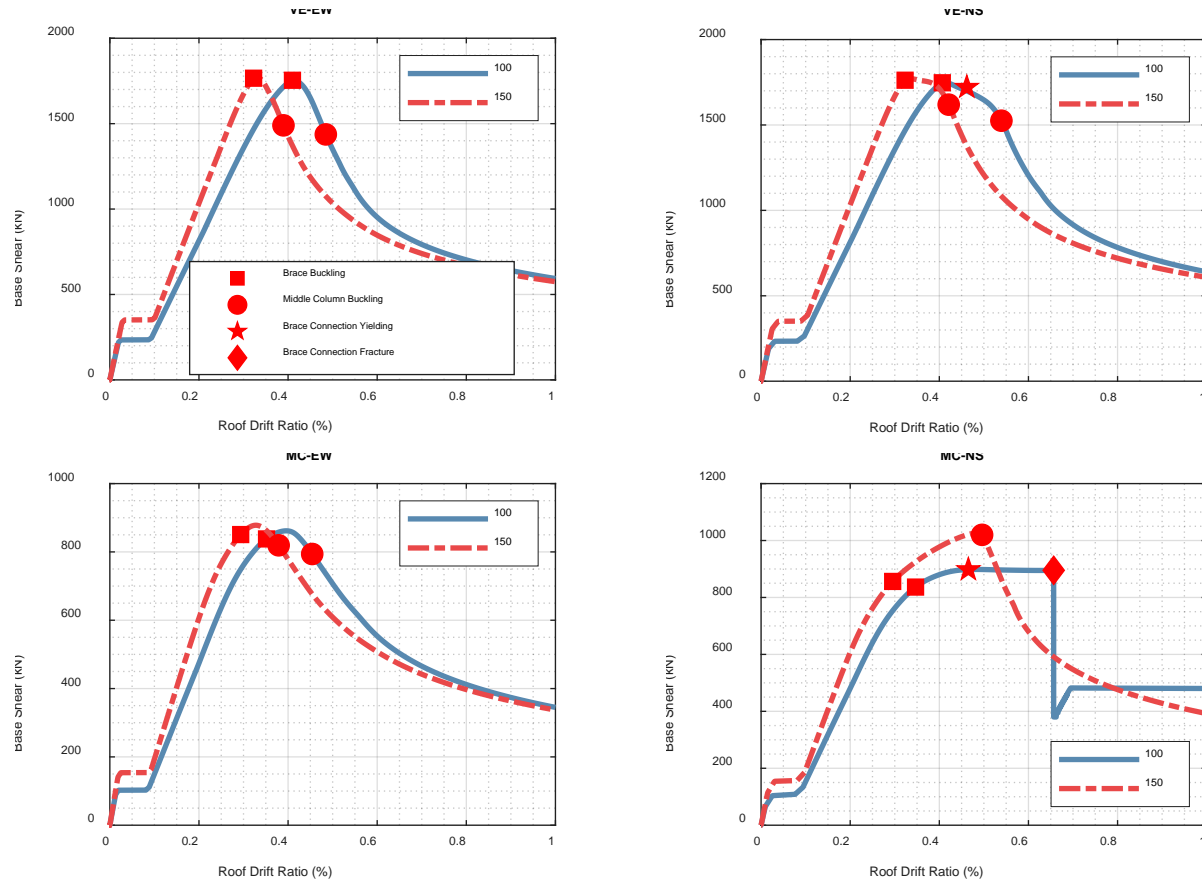 VE-EW
2000
1500
1000
500
0
Base Shear (KN)
100
150
Brace Buckling
Middle Column Buckling
Brace Connection Yielding
Brace Connection Fracture
0 0.2 0.4 0.6 0.8 1
Roof Drift Ratio (%)
VE-NS
2000
1500
1000
500
0
Base Shear (KN)
100
150
0 0.2 0.4 0.6 0.8 1
Roof Drift Ratio (%)
MC-EW
1000
800
600
400
200
0
Base Shear (KN)
100
150
0 0.2 0.4 0.6 0.8 1
Roof Drift Ratio (%)
MC-NS
1200
1000
800
600
400
200
0
Base Shear (KN)
100
150
0 0.2 0.4 0.6 0.8 1
Roof Drift Ratio (%)